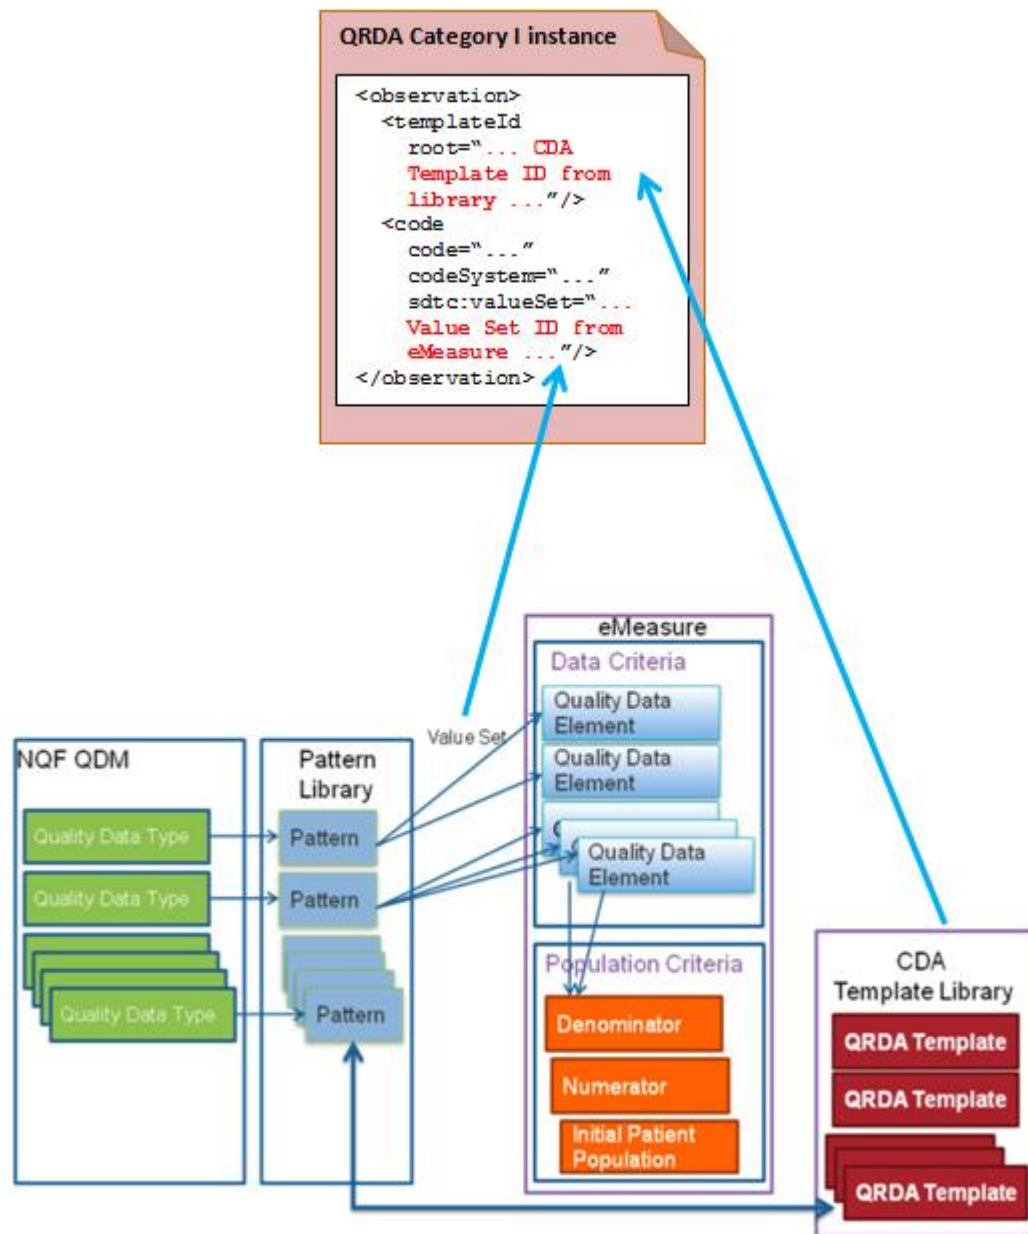 QRDA Category I instance
<observation>
<templateId
root=“... CDA
Template ID from
library ...”/>
<code
code=“...”
codeSystem=“...”
sdtc:valueSet=“...
Value Set ID from
eMeasure ...”/>
</observation>
eMeasure
Data Criteria
Quality Data
Element
Quality Data
Element
Quality Data
Element
Value Set
NQF QDM
Quality Data Type
Quality Data Type
Quality Data Type
Pattern
Library
Pattern
Pattern
Pattern
Population Criteria
Denominator
Numerator
Initial Patient
Population
CDA
Template Library
QRDA Template
QRDA Template
QRDA Template